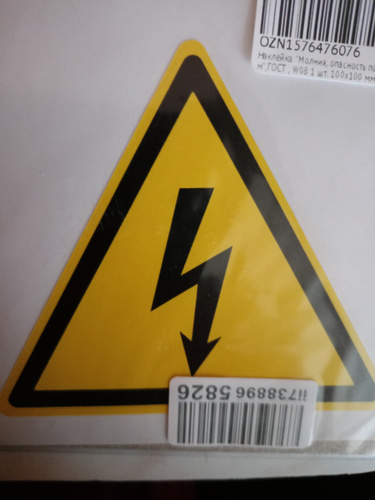 OZN1576476076
Наклейка "Молния, опасность по
м",ГОСТ , W08 1 шт. 100х100 мм
ii738896 5826